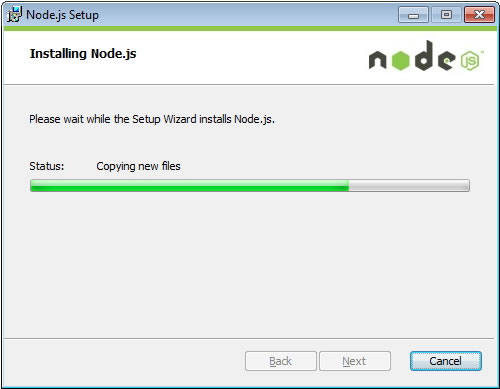 Node.js Setup
Installing Node.js
node JS
Please wait while the Setup Wizard installs Node.js.
Status: Copying new files
Back Next Cancel